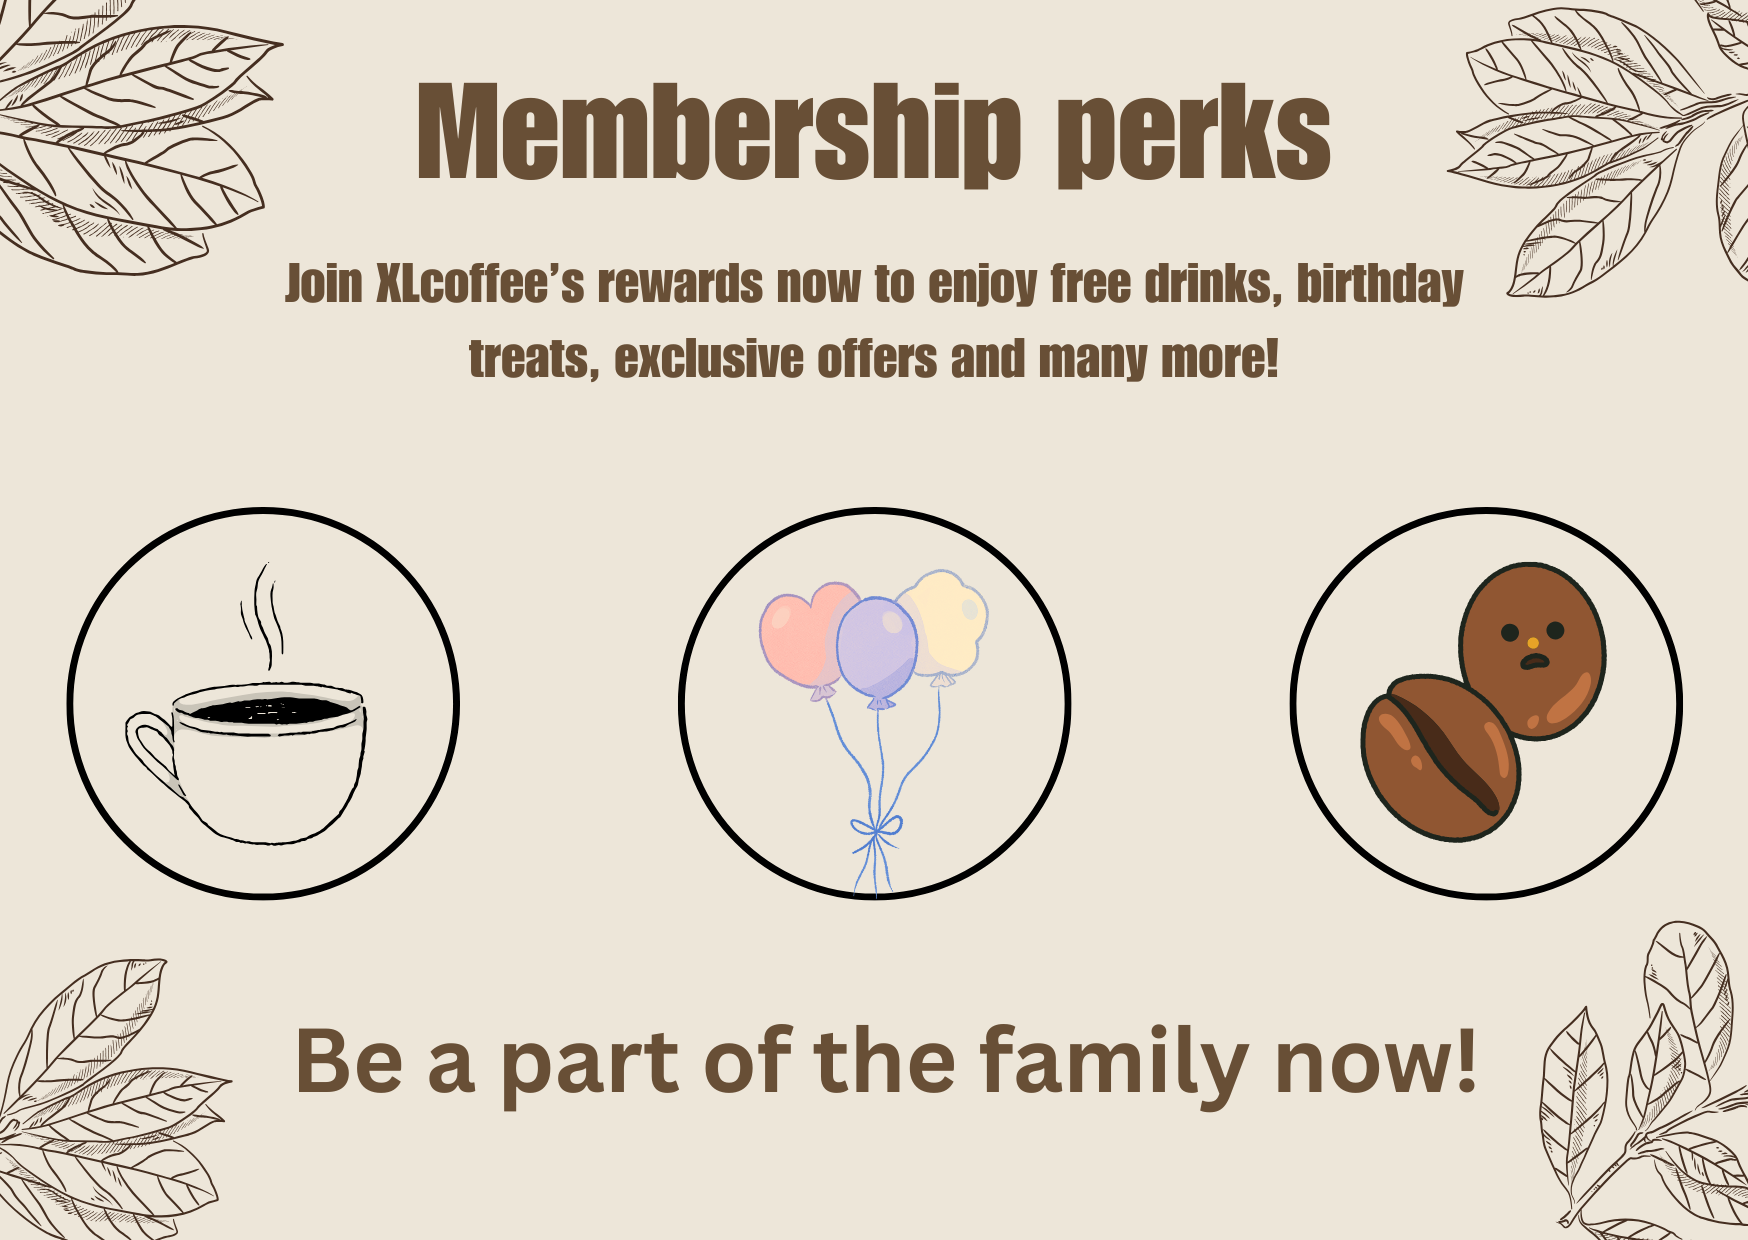 Membership perks
Join XLcoffee’s rewards now to enjoy free drinks, birthday
treats, exclusive offers and many more!
Be a part of the family now!